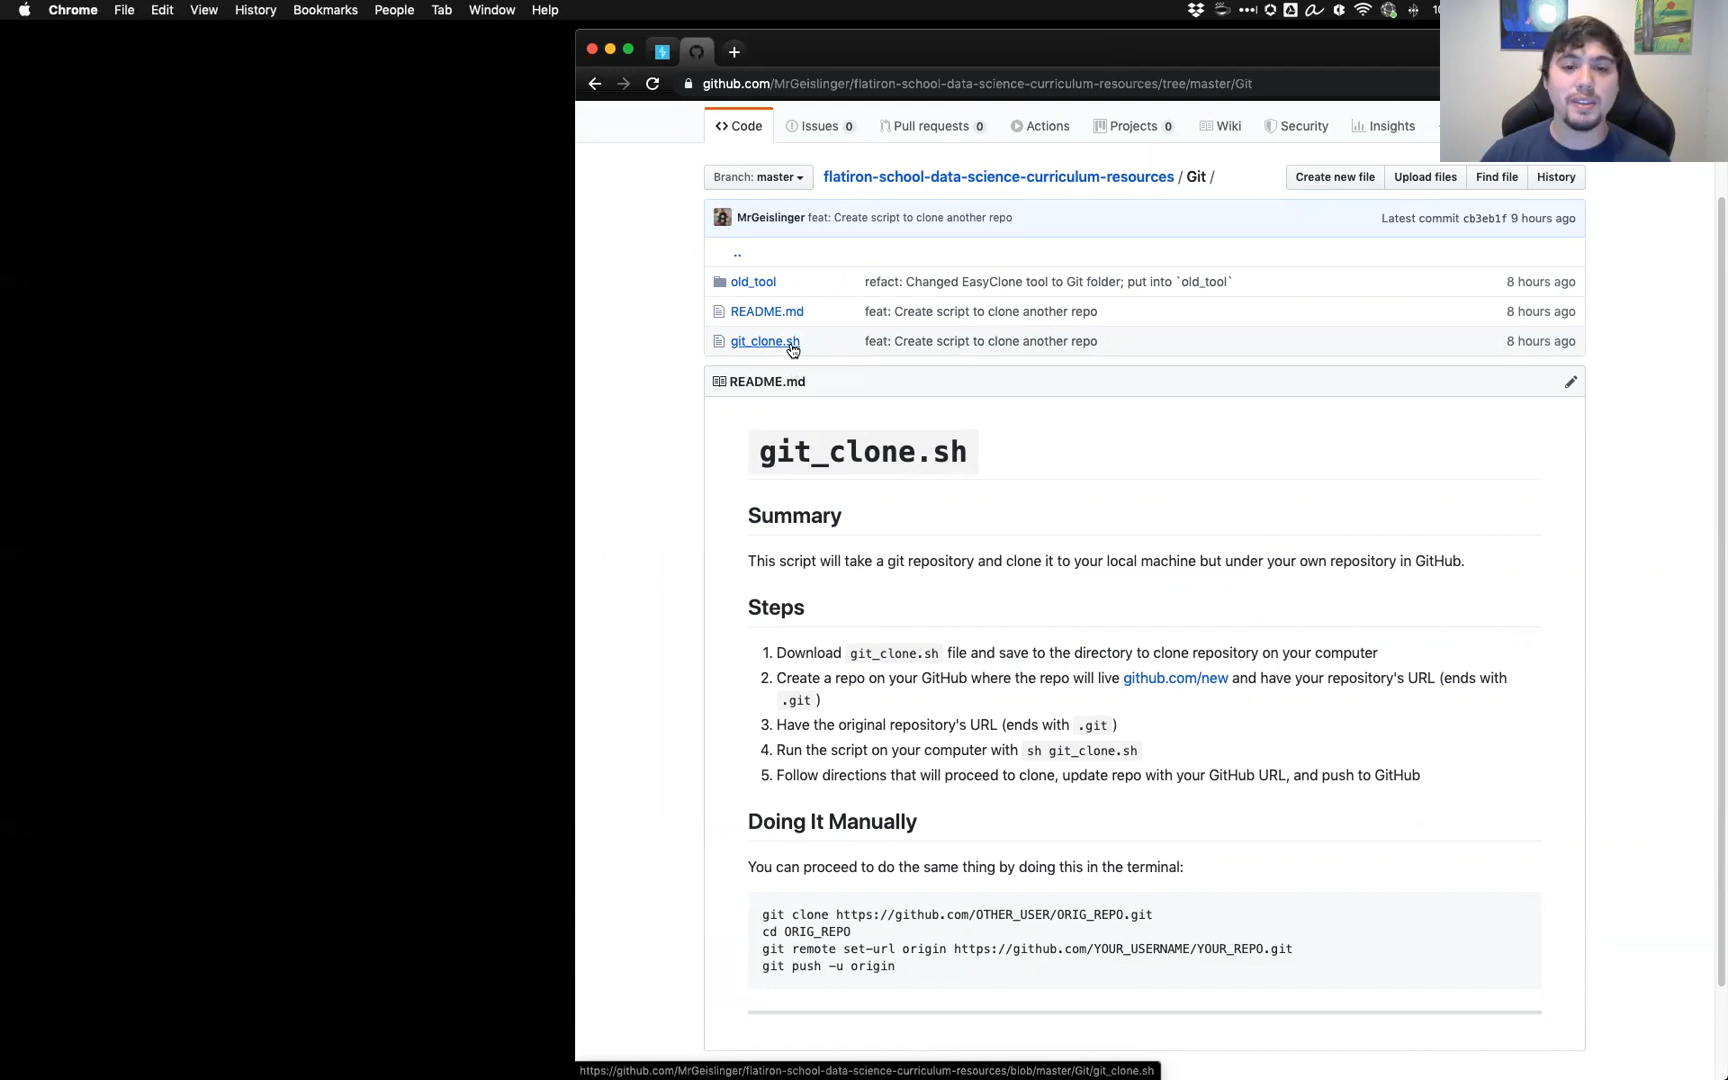 Chrome File Edit View History Bookmarks People Tab Window Help
github.com/MrGeislinger/flatiron-school-data-science-curriculum-resources/tree/master/Git
Code Issues 0 Pull requests 0 Actions Projects 0 Wiki Security Insights
Branch: master flatiron-school-data-science-curriculum-resources / Git / Create new file Upload files Find file History
MrGeislinger feat: Create script to clone another repo Latest commit cb3eb1f 9 hours ago
..
old_tool refact: Changed EasyClone tool to Git folder; put into `old_tool` 8 hours ago
README.md feat: Create script to clone another repo 8 hours ago
git_clone.sh feat: Create script to clone another repo 8 hours ago
README.md
git_clone.sh
Summary
This script will take a git repository and clone it to your local machine but under your own repository in GitHub.
Steps
1. Download git_clone.sh file and save to the directory to clone repository on your computer
2. Create a repo on your GitHub where the repo will live github.com/new and have your repository's URL (ends with
.git )
3. Have the original repository's URL (ends with .git )
4. Run the script on your computer with sh git_clone.sh
5. Follow directions that will proceed to clone, update repo with your GitHub URL, and push to GitHub
Doing It Manually
You can proceed to do the same thing by doing this in the terminal:
git clone https://github.com/OTHER_USER/ORIG_REPO.git
cd ORIG_REPO
git remote set-url origin https://github.com/YOUR_USERNAME/YOUR_REPO.git
git push -u origin
https://github.com/MrGeislinger/flatiron-school-data-science-curriculum-resources/blob/master/Git/git_clone.sh